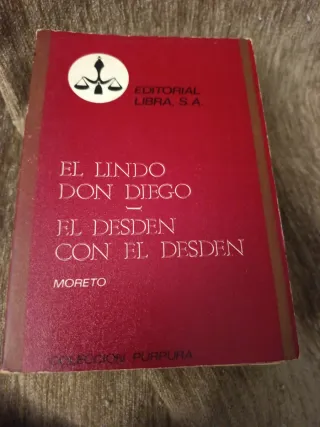 EDITORIAL
LIBRA, S.A.
EL LINDO
DON DIEGO
EL DESDEN
CON EL DESDEN
MORETO
COLECCION PURPURA